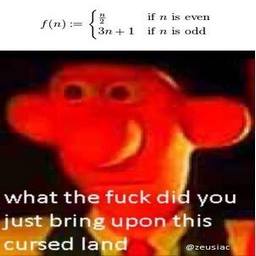 f(n) := { n/2 if n is even
3n + 1 if n is odd
what the fuck did you
just bring upon this
cursed land
@zeusiac